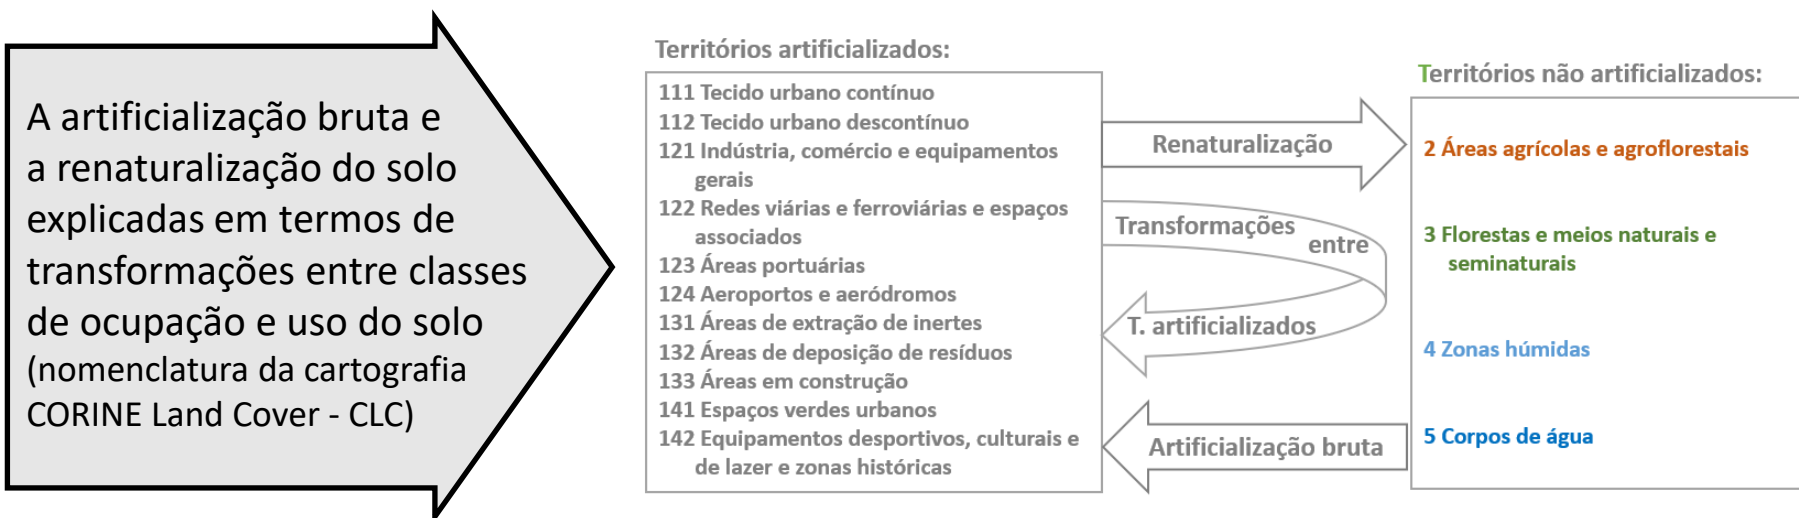 A artificialização bruta e
a renaturalização do solo
explicadas em termos de
transformações entre classes
de ocupação e uso do solo
(nomenclatura da cartografia
CORINE Land Cover - CLC)
Territórios artificializados:
111 Tecido urbano contínuo
112 Tecido urbano descontínuo
121 Indústria, comércio e equipamentos
gerais
122 Redes viárias e ferroviárias e espaços
associados
123 Áreas portuárias
124 Aeroportos e aeródromos
131 Áreas de extração de inertes
132 Áreas de deposição de resíduos
133 Áreas em construção
141 Espaços verdes urbanos
142 Equipamentos desportivos, culturais e
de lazer e zonas históricas
Renaturalização
Transformações entre
T. artificializados
Artificialização bruta
Territórios não artificializados:
2 Áreas agrícolas e agroflorestais
3 Florestas e meios naturais e
seminaturais
4 Zonas húmidas
5 Corpos de água